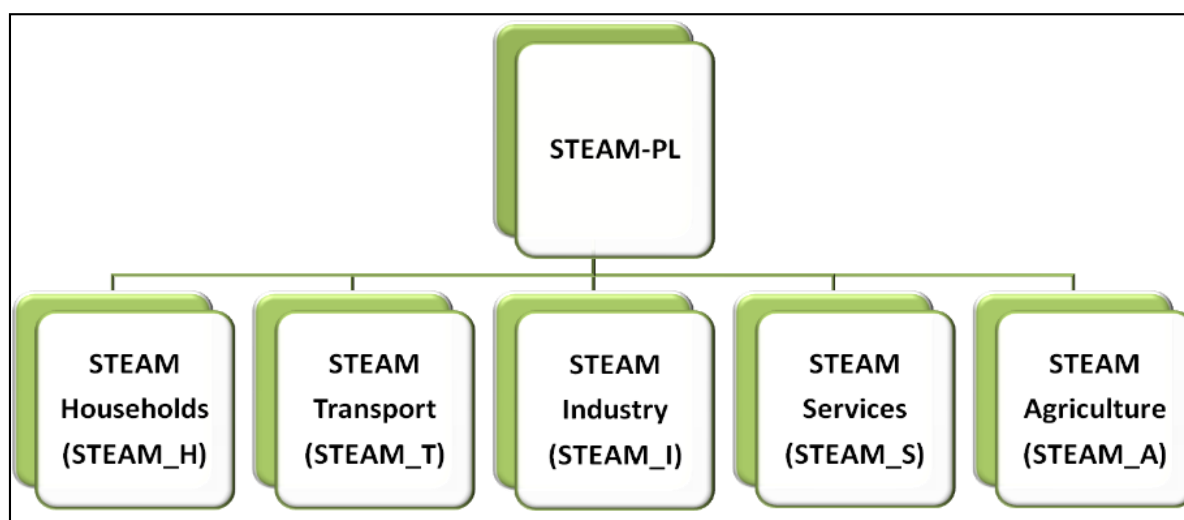 STEAM-PL
STEAM
Households
(STEAM_H)
STEAM
Transport
(STEAM_T)
STEAM
Industry
(STEAM_I)
STEAM
Services
(STEAM_S)
STEAM
Agriculture
(STEAM_A)